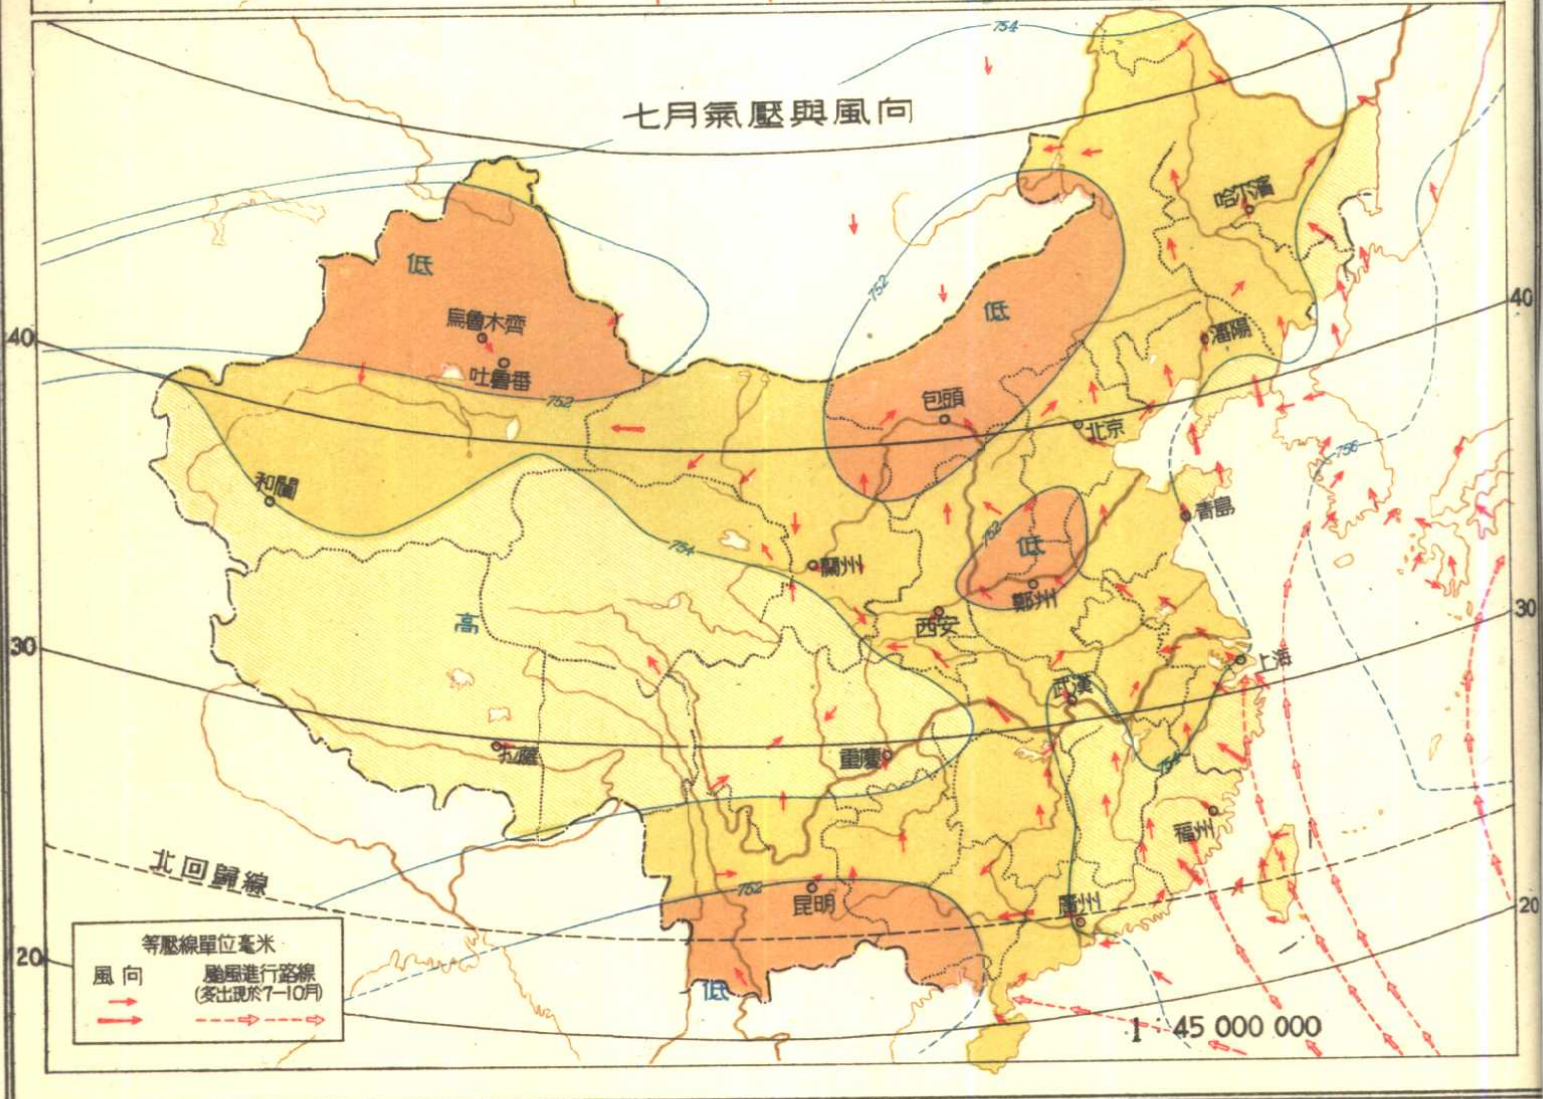 754
七月氣壓與風向
哈尔濱
低
752
低
40
40
烏魯木齊
吐魯番
瀋陽
752
包頭
北京
756
和闐
青島
752
低
754
蘭州
鄭州
30
30
高
西安
上海
武漢
拉薩
重慶
754
福州
北回歸線
752
昆明
廣州
20
20
低
等壓線單位毫米
風向
颱風進行路線
(多出現於7—10月)
1:45 000 000